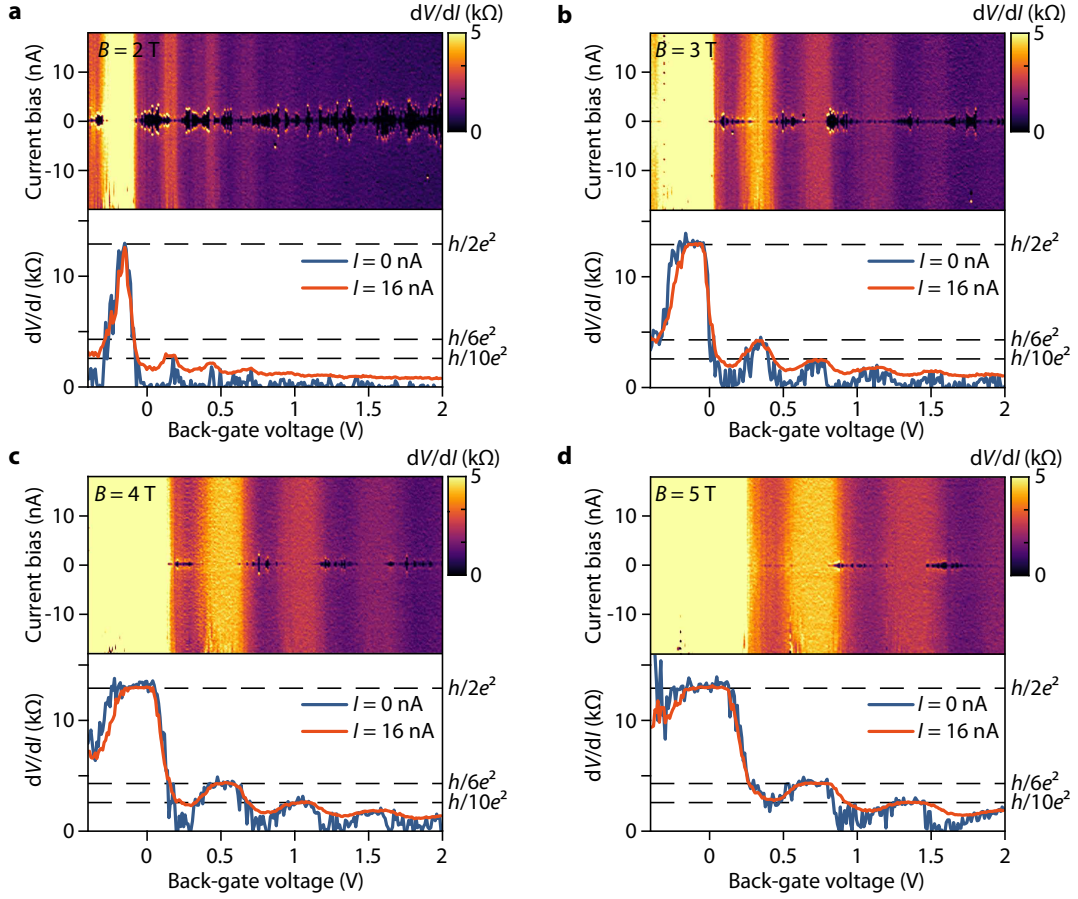 a
dV/dI (kΩ)
B = 2 T
5
0
Current bias (nA)
10
0
-10
h/2e²
h/6e²
h/10e²
I = 0 nA
I = 16 nA
dV/dI (kΩ)
10
0
0 0.5 1 1.5 2
Back-gate voltage (V)
b
dV/dI (kΩ)
B = 3 T
5
0
Current bias (nA)
10
0
-10
h/2e²
h/6e²
h/10e²
I = 0 nA
I = 16 nA
dV/dI (kΩ)
10
0
0 0.5 1 1.5 2
Back-gate voltage (V)
c
dV/dI (kΩ)
B = 4 T
5
0
Current bias (nA)
10
0
-10
h/2e²
h/6e²
h/10e²
I = 0 nA
I = 16 nA
dV/dI (kΩ)
10
0
0 0.5 1 1.5 2
Back-gate voltage (V)
d
dV/dI (kΩ)
B = 5 T
5
0
Current bias (nA)
10
0
-10
h/2e²
h/6e²
h/10e²
I = 0 nA
I = 16 nA
dV/dI (kΩ)
10
0
0 0.5 1 1.5 2
Back-gate voltage (V)